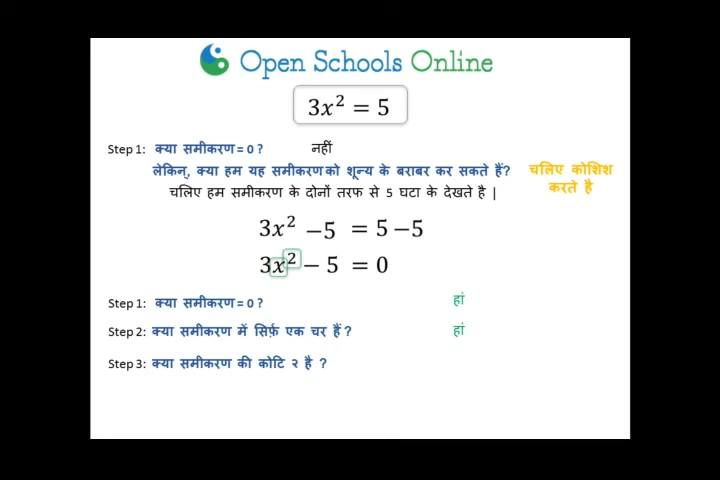 Open Schools Online
3x² = 5
Step 1: क्या समीकरण = 0 ? नहीं
लेकिन्, क्या हम यह समीकरण को शून्य के बराबर कर सकते हैं? चलिए कोशिश
करते है
चलिए हम समीकरण के दोनों तरफ से 5 घटा के देखते है |
3x² − 5 = 5 − 5
3x² − 5 = 0
Step 1: क्या समीकरण = 0 ? हां
Step 2: क्या समीकरण में सिर्फ़ एक चर हैं ? हां
Step 3: क्या समीकरण की कोटि २ है ?